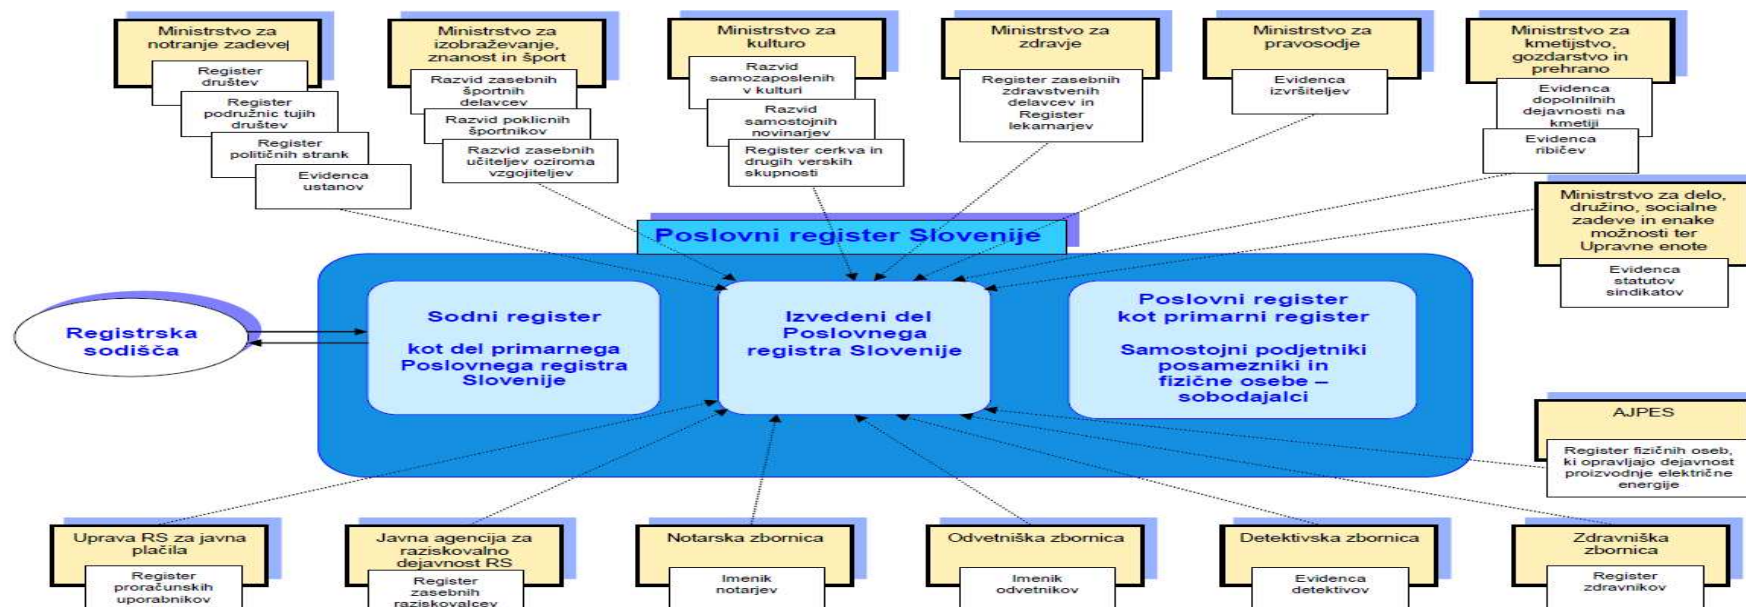 Ministrstvo za
notranje zadeve
Register
društev
Register
podružnic tujih
društev
Register
političnih strank
Evidenca
ustanov
Ministrstvo za
izobraževanje,
znanost in šport
Razvid zasebnih
športnih
delavcev
Razvid poklicnih
športnikov
Razvid zasebnih
učiteljev oziroma
vzgojiteljev
Ministrstvo za
kulturo
Razvid
samozaposlenih
v kulturi
Razvid
samostojnih
novinarjev
Register cerkva in
drugih verskih
skupnosti
Ministrstvo za
zdravje
Register zasebnih
zdravstvenih
delavcev in
Register
lekarnarjev
Ministrstvo za
pravosodje
Evidenca
izvršiteljev
Ministrstvo za
kmetijstvo,
gozdarstvo in
prehrano
Evidenca
dopolnilnih
dejavnosti na
kmetiji
Evidenca
ribičev
Ministrstvo za delo,
družino, socialne
zadeve in enake
možnosti ter
Upravne enote
Evidenca
statutov
sindikatov
Poslovni register Slovenije
Registrska
sodišča
Sodni register
kot del primarnega
Poslovnega registra
Slovenije
Izvedeni del
Poslovnega
registra Slovenije
Poslovni register
kot primarni register
Samostojni podjetniki
posamezniki in
fizične osebe –
sobodajalci
AJPES
Register fizičnih oseb,
ki opravljajo dejavnost
proizvodnje električne
energije
Uprava RS za javna
plačila
Register
proračunskih
uporabnikov
Javna agencija za
raziskovalno
dejavnost RS
Register
zasebnih
raziskovalcev
Notarska zbornica
Imenik
notarjev
Odvetniška zbornica
Imenik
odvetnikov
Detektivska zbornica
Evidenca
detektivov
Zdravniška
zbornica
Register
zdravnikov